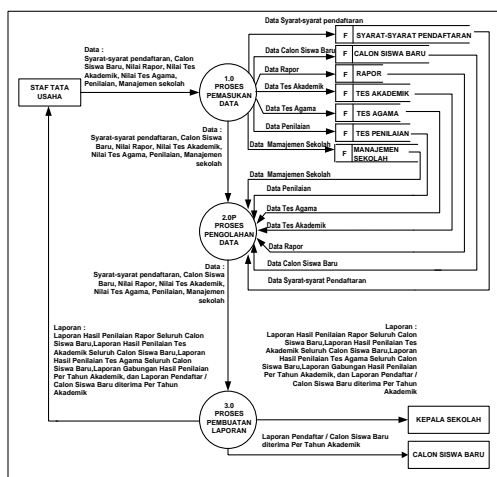 Data Syarat-syarat pendaftaran
F SYARAT-SYARAT PENDAFTARAN
Data :
Syarat-syarat pendaftaran, Calon
Siswa Baru, Nilai Rapor, Nilai Tes
Akademik, Nilai Tes Agama,
Penilaian, Manajemen sekolah
STAF TATA
USAHA
1.0
PROSES
PEMASUKAN
DATA
Data Calon Siswa Baru
F CALON SISWA BARU
Data Rapor
F RAPOR
Data Tes Akademik
F TES AKADEMIK
Data Tes Agama
F TES AGAMA
Data Penilaian
F TES PENILAIAN
Data Mamajemen Sekolah
F MANAJEMEN
SEKOLAH
Data :
Syarat-syarat pendaftaran, Calon Siswa
Baru, Nilai Rapor, Nilai Tes Akademik,
Nilai Tes Agama, Penilaian, Manajemen
sekolah
Data Mamajemen Sekolah
Data Penilaian
Data Tes Agama
Data Tes Akademik
Data Rapor
Data Calon Siswa Baru
Data Syarat-syarat Pendaftaran
2.0P
PROSES
PENGOLAHAN
DATA
Data :
Syarat-syarat pendaftaran, Calon Siswa
Baru, Nilai Rapor, Nilai Tes Akademik,
Nilai Tes Agama, Penilaian, Manajemen
sekolah
Laporan :
Laporan Hasil Penilaian Rapor Seluruh Calon
Siswa Baru,Laporan Hasil Penilaian Tes
Akademik Seluruh Calon Siswa Baru,Laporan
Hasil Penilaian Tes Agama Seluruh Calon
Siswa Baru,Laporan Gabungan Hasil Penilaian
Per Tahun Akademik, dan Laporan Pendaftar /
Calon Siswa Baru diterima Per Tahun
Akademik
Laporan :
Laporan Hasil Penilaian Rapor Seluruh Calon
Siswa Baru,Laporan Hasil Penilaian Tes
Akademik Seluruh Calon Siswa Baru,Laporan
Hasil Penilaian Tes Agama Seluruh Calon
Siswa Baru,Laporan Gabungan Hasil Penilaian
Per Tahun Akademik, dan Laporan Pendaftar /
Calon Siswa Baru diterima Per Tahun
Akademik
3.0
PROSES
PEMBUATAN
LAPORAN
KEPALA SEKOLAH
Laporan Pendaftar / Calon Siswa Baru
diterima Per Tahun Akademik
CALON SISWA BARU